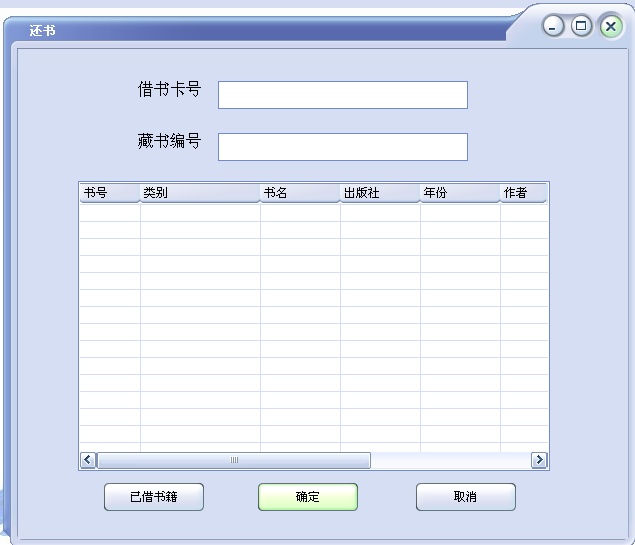 还书
借书卡号
藏书编号
书号 类别 书名 出版社 年份 作者
已借书籍 确定 取消